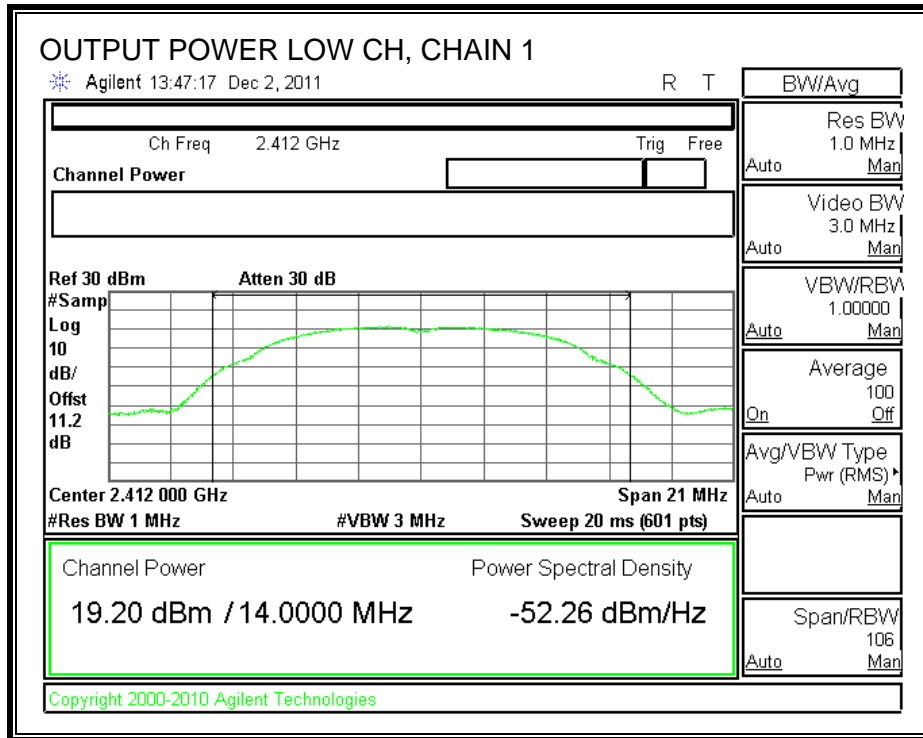 OUTPUT POWER LOW CH, CHAIN 1
Agilent 13:47:17 Dec 2, 2011 R T
Ch Freq 2.412 GHz Trig Free
Channel Power
Ref 30 dBm Atten 30 dB
#Samp
Log
10
dB/
Offst
11.2
dB
Center 2.412 000 GHz Span 21 MHz
#Res BW 1 MHz #VBW 3 MHz Sweep 20 ms (601 pts)
Channel Power Power Spectral Density
19.20 dBm / 14.0000 MHz -52.26 dBm/Hz
Copyright 2000-2010 Agilent Technologies
BW/Avg
Res BW
1.0 MHz
Auto Man
Video BW
3.0 MHz
Auto Man
VBW/RBW
1.00000
Auto Man
Average
100
On Off
Avg/VBW Type
Pwr (RMS)
Auto Man
Span/RBW
106
Auto Man